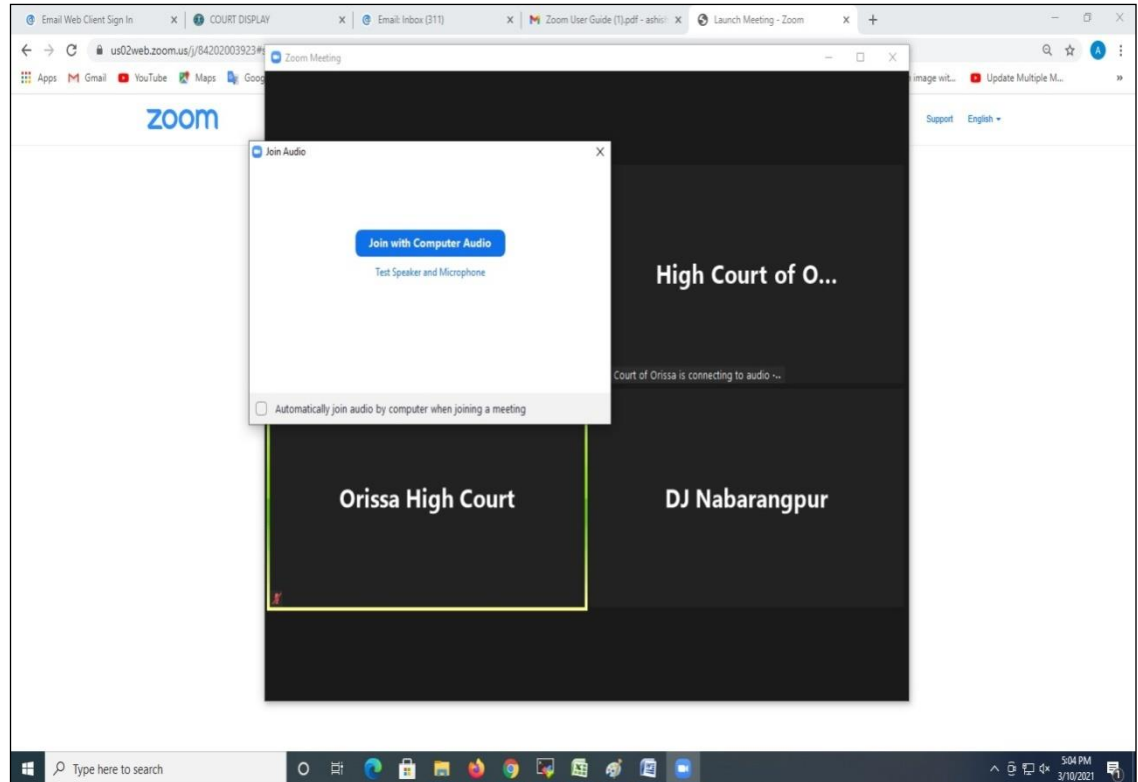 Email Web Client Sign In
COURT DISPLAY
Email: Inbox (311)
Zoom User Guide (1).pdf - ashis
Launch Meeting - Zoom
us02web.zoom.us/j/84202003923#s
Apps Gmail YouTube Maps Goog
image wit... Update Multiple M...
Zoom Meeting
zoom
Support English
Join Audio
Join with Computer Audio
Test Speaker and Microphone
High Court of O...
Court of Orissa is connecting to audio -...
Automatically join audio by computer when joining a meeting
Orissa High Court
DJ Nabarangpur
Type here to search
5:04 PM
3/10/2021